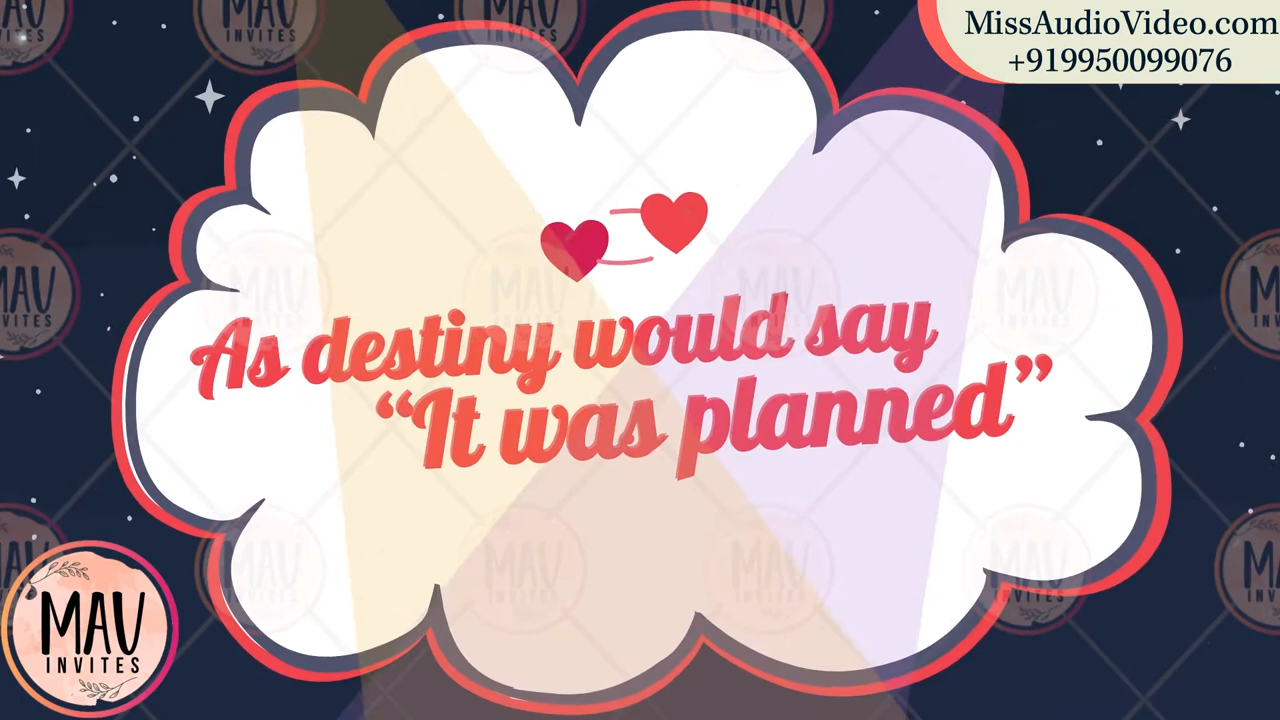 MissAudioVideo.com
+919950099076
As destiny would say
“It was planned”
MAV
INVITES